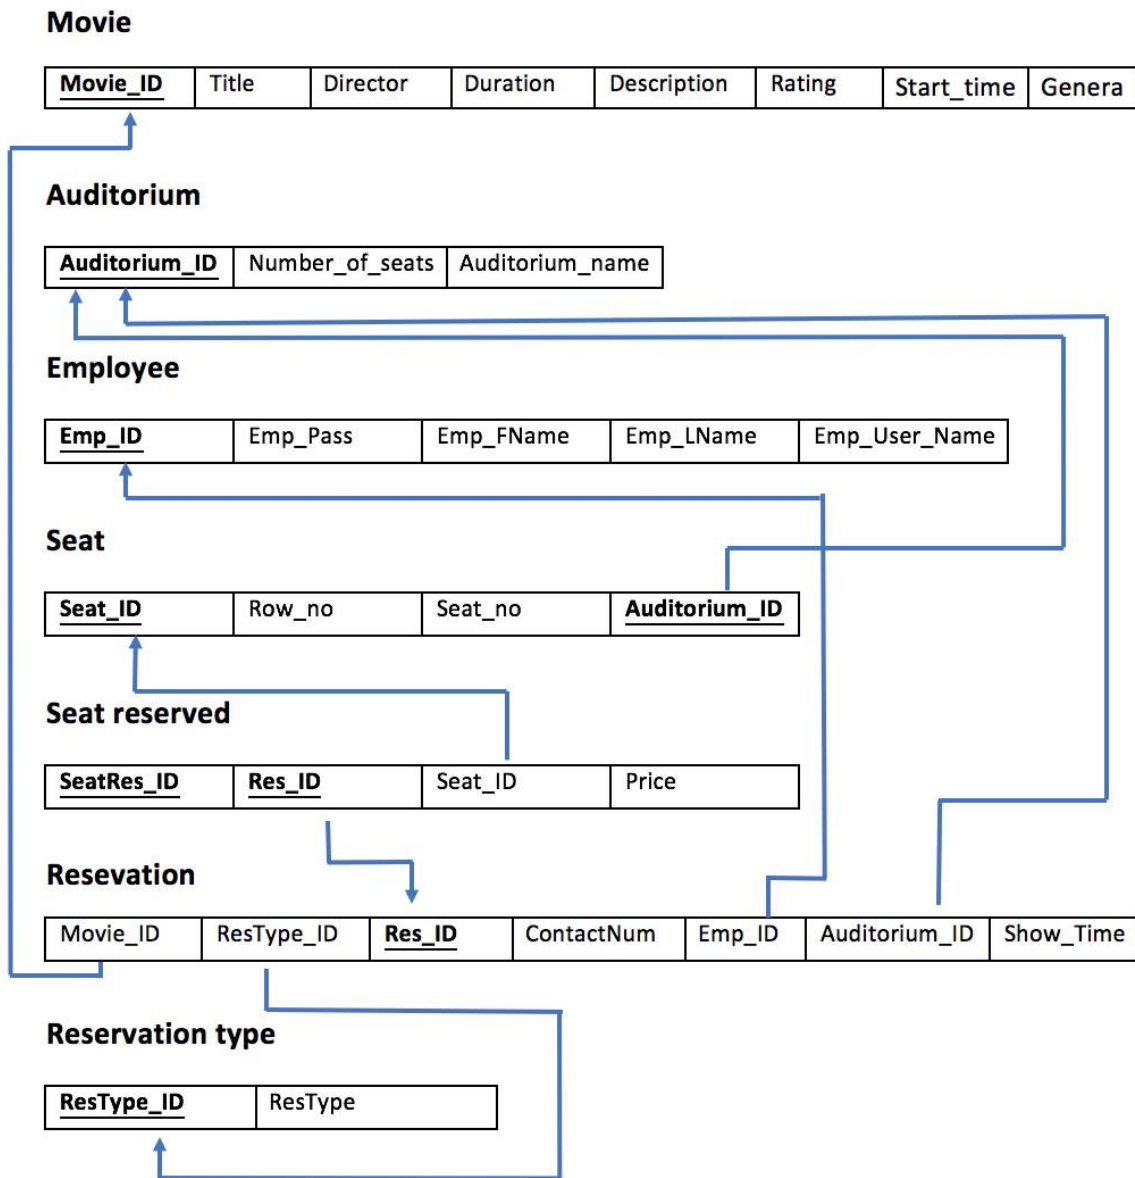 Movie
Movie_ID Title Director Duration Description Rating Start_time Genera
Auditorium
Auditorium_ID Number_of_seats Auditorium_name
Employee
Emp_ID Emp_Pass Emp_FName Emp_LName Emp_User_Name
Seat
Seat_ID Row_no Seat_no Auditorium_ID
Seat reserved
SeatRes_ID Res_ID Seat_ID Price
Resevation
Movie_ID ResType_ID Res_ID ContactNum Emp_ID Auditorium_ID Show_Time
Reservation type
ResType_ID ResType